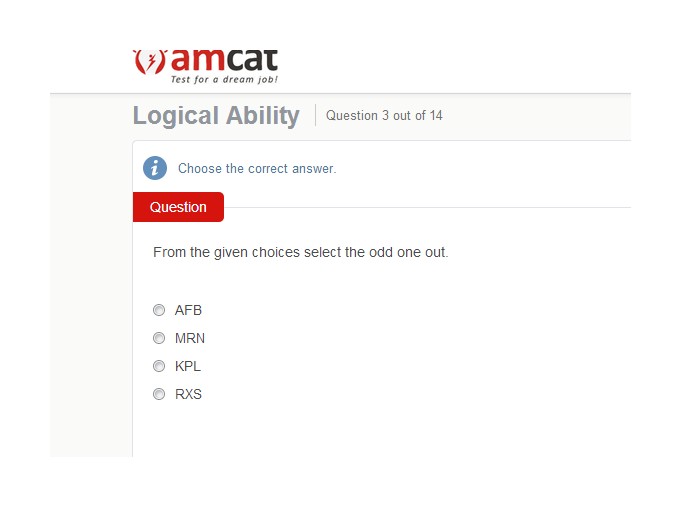 amcat
Test for a dream job!
Logical Ability
Question 3 out of 14
i
Choose the correct answer.
Question
From the given choices select the odd one out.
AFB
MRN
KPL
RXS